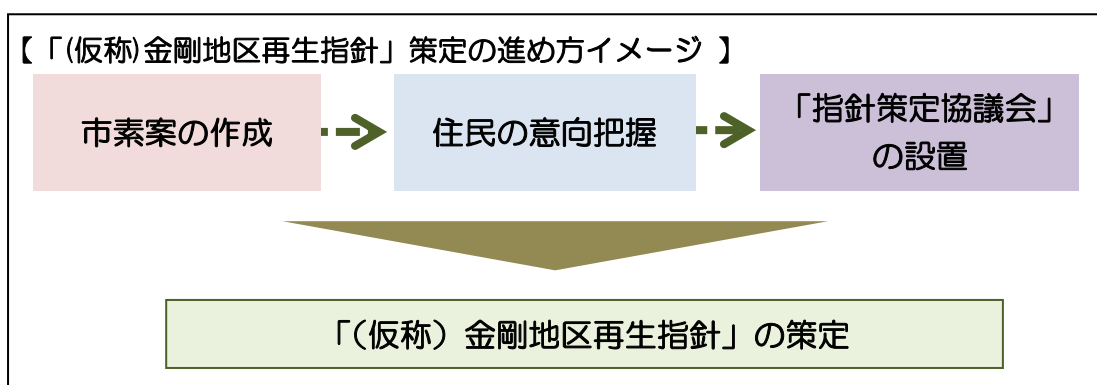 【「(仮称)金剛地区再生指針」策定の進め方イメージ 】
市素案の作成
住民の意向把握
「指針策定協議会」
の設置
「(仮称) 金剛地区再生指針」の策定